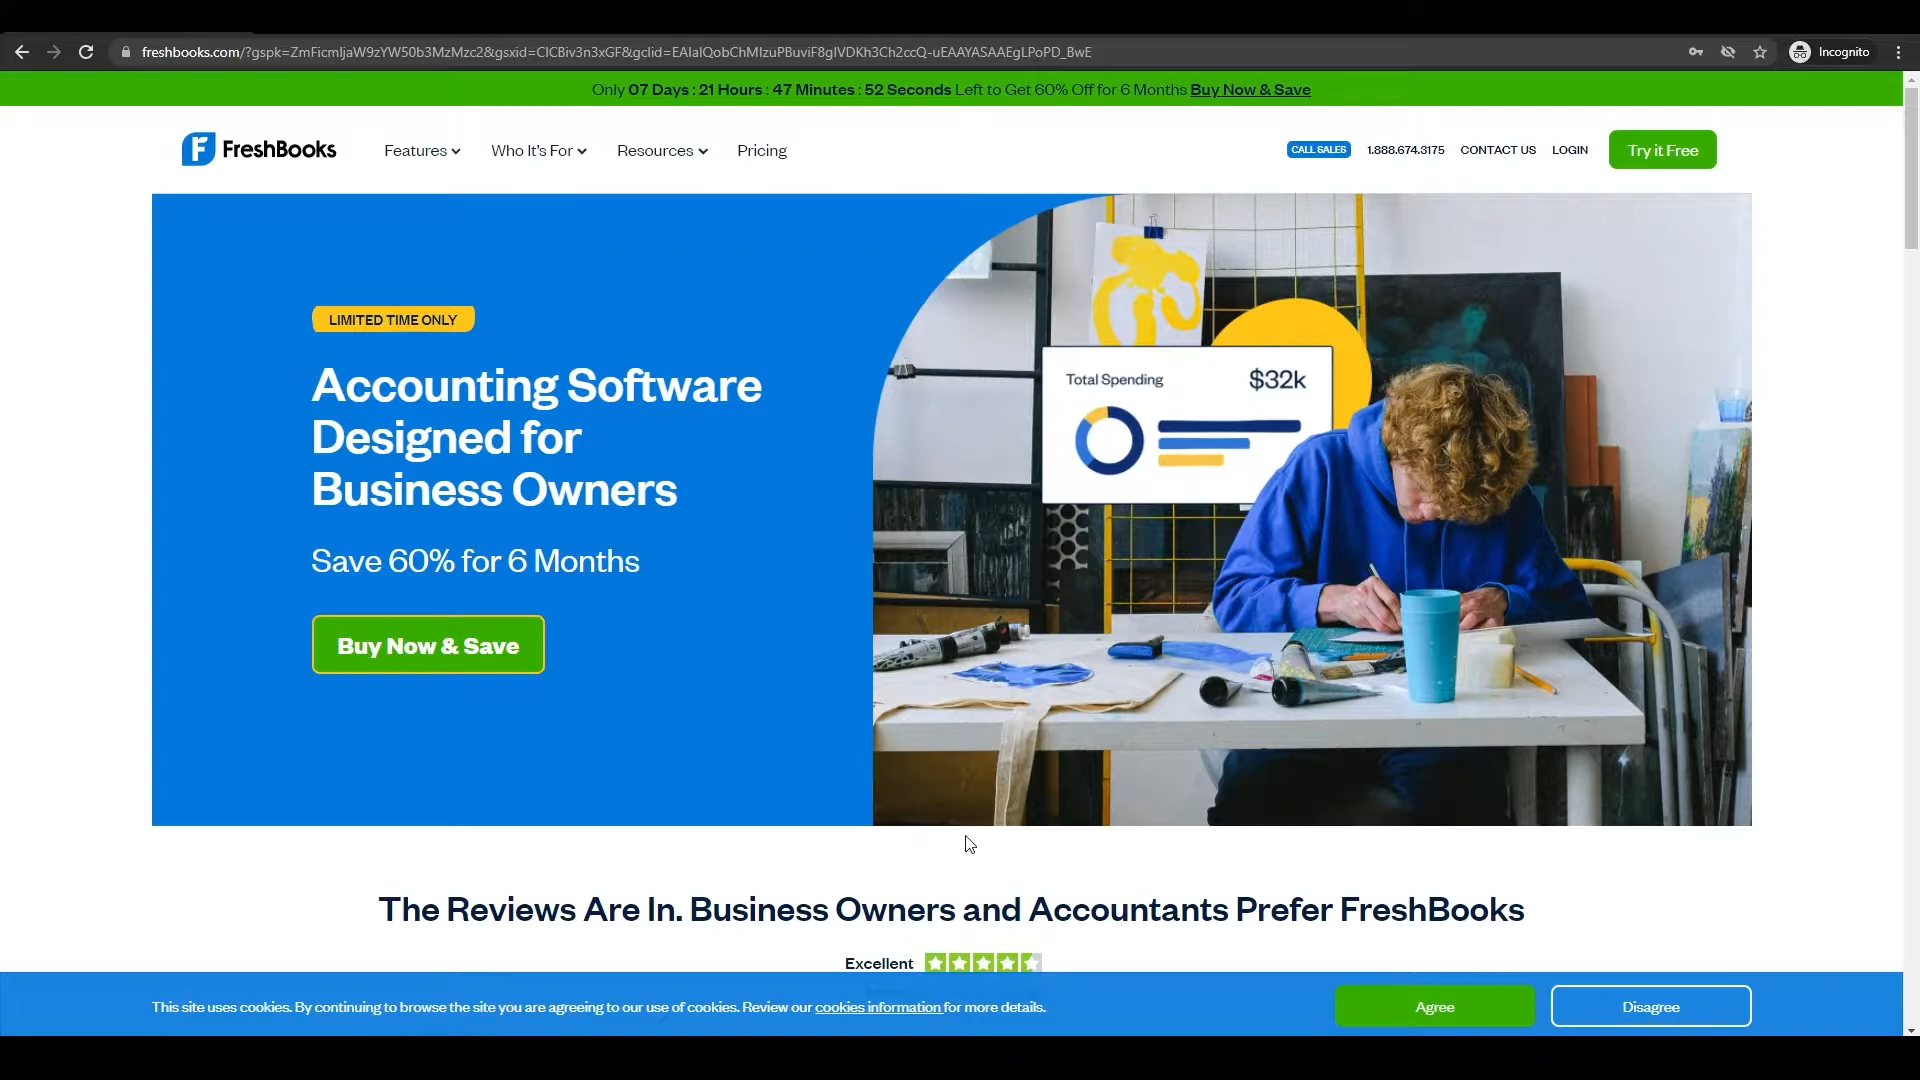 freshbooks.com/?gspk=ZmFicmljaW9zYW50b3MzMzc2&gsxid=ClCBiv3n3xGF&gclid=EAIaIQobChMIzuPBuviF8gIVDKh3Ch2ccQ-uEAAYASAAEgLPoPD_BwE
Incognito
Only 07 Days : 21 Hours : 47 Minutes : 52 Seconds Left to Get 60% Off for 6 Months Buy Now & Save
F FreshBooks
Features
Who It's For
Resources
Pricing
CALL SALES
1.888.674.3175
CONTACT US
LOGIN
Try it Free
LIMITED TIME ONLY
Accounting Software
Designed for
Business Owners
Save 60% for 6 Months
Buy Now & Save
Total Spending
$32k
The Reviews Are In. Business Owners and Accountants Prefer FreshBooks
Excellent
This site uses cookies. By continuing to browse the site you are agreeing to our use of cookies. Review our cookies information for more details.
Agree
Disagree